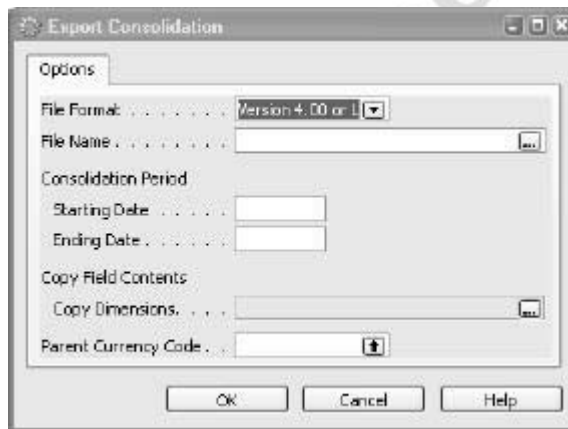 Export Consolidation
Options
File Format . . . . . . . Version 4.00 or L
File Name . . . . . . . .
Consolidation Period
Starting Date . . . . .
Ending Date . . . . .
Copy Field Contents
Copy Dimensions. . . .
Parent Currency Code . .
OK Cancel Help